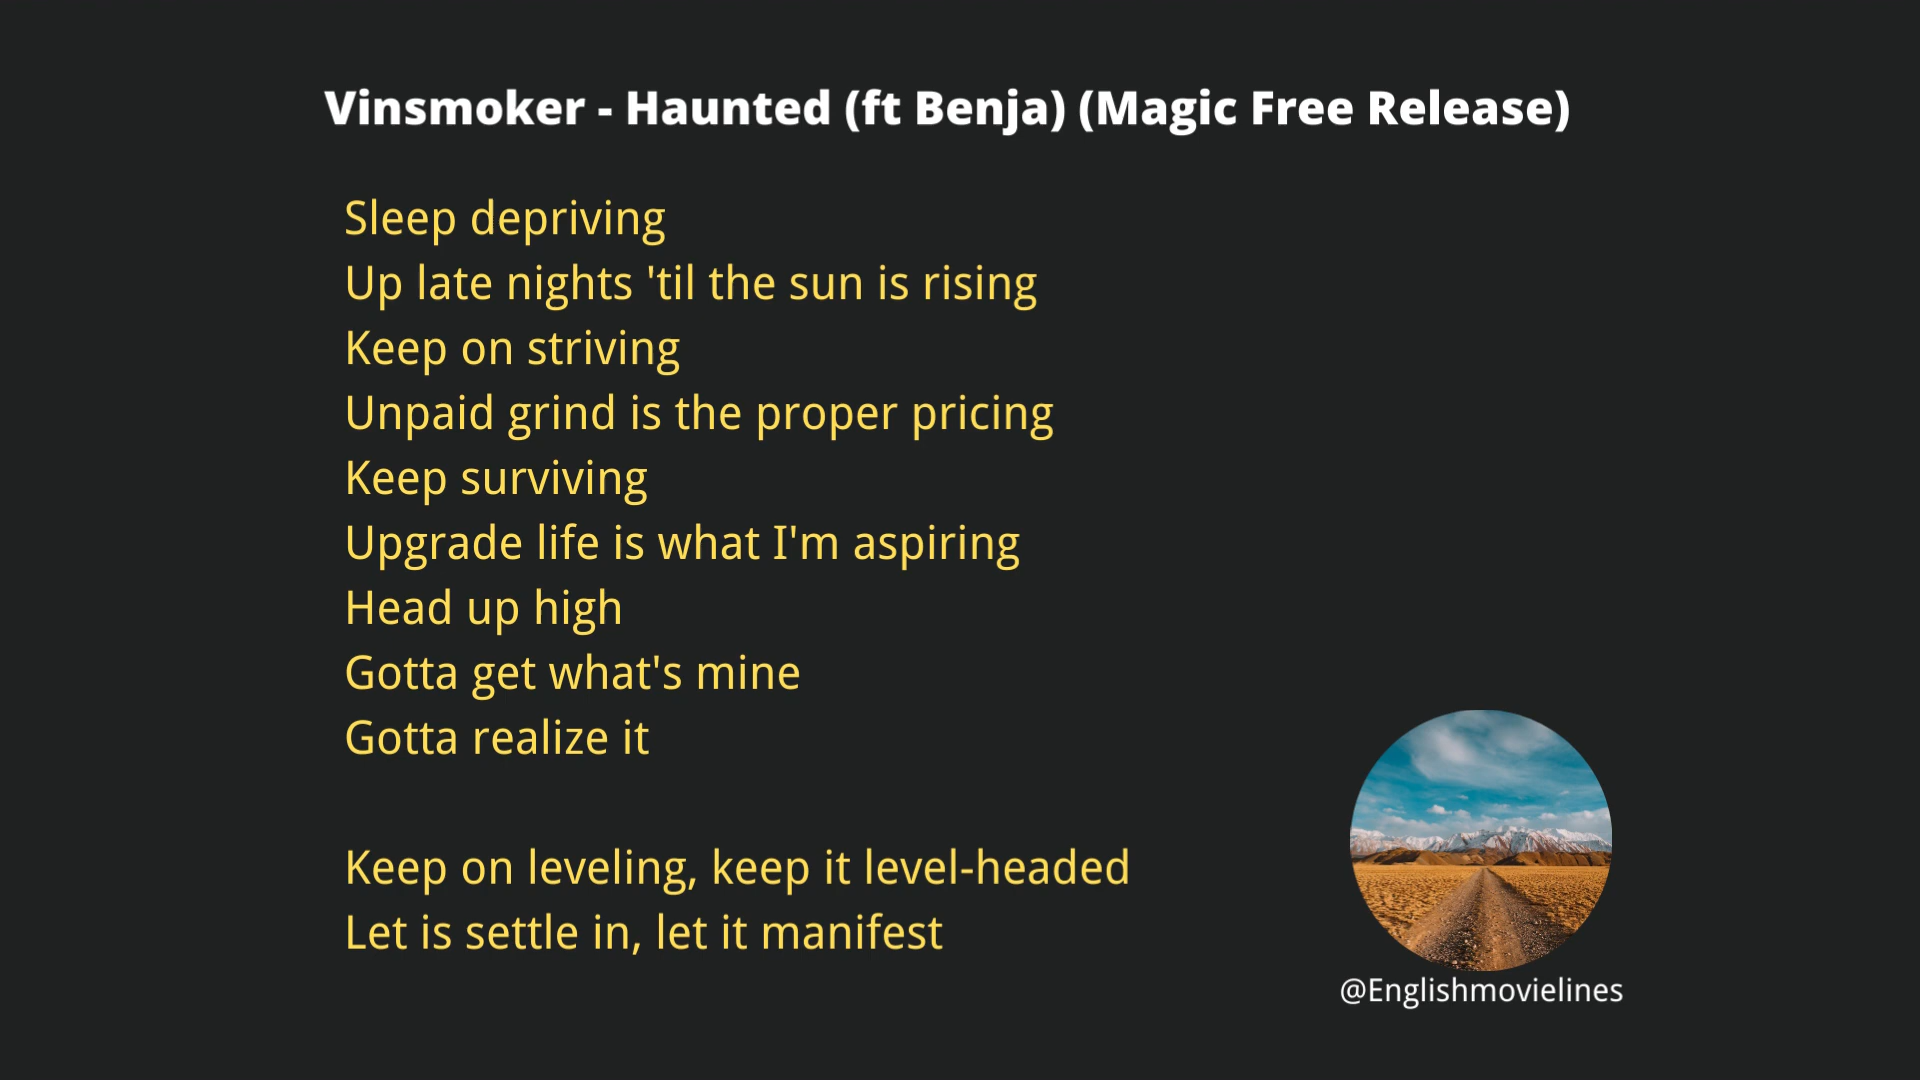 Vinsmoker - Haunted (ft Benja) (Magic Free Release)
Sleep depriving
Up late nights 'til the sun is rising
Keep on striving
Unpaid grind is the proper pricing
Keep surviving
Upgrade life is what I'm aspiring
Head up high
Gotta get what's mine
Gotta realize it
Keep on leveling, keep it level-headed
Let is settle in, let it manifest
@Englishmovielines